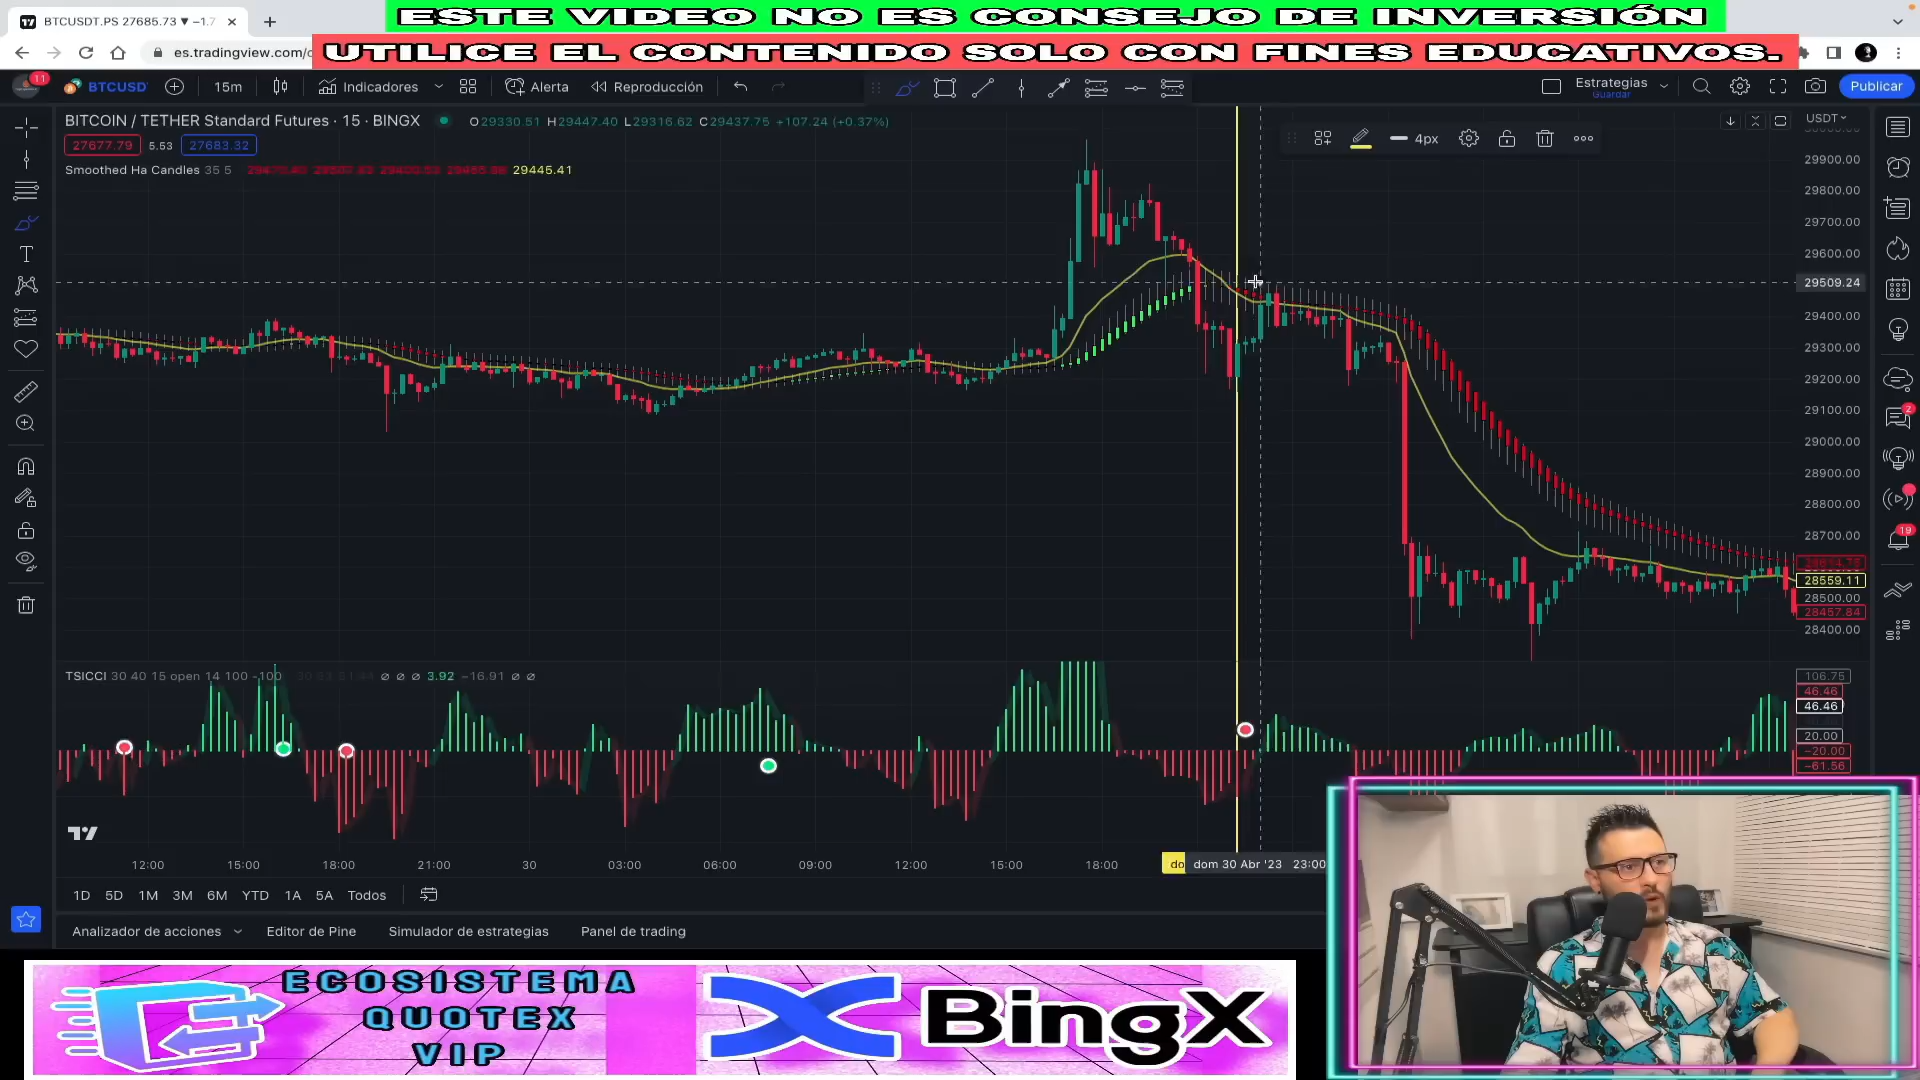 BTCUSDT.PS 27685.73 ▼ −1.7
ESTE VIDEO NO ES CONSEJO DE INVERSIÓN
es.tradingview.com/c
UTILICE EL CONTENIDO SOLO CON FINES EDUCATIVOS.
11
BTCUSD
15m
Indicadores
Alerta
Reproducción
Estrategias
Guardar
Publicar
BITCOIN / TETHER Standard Futures · 15 · BINGX
O29330.51 H29447.40 L29316.62 C29437.75 +107.24 (+0.37%)
USDT
27677.79 5.53 27683.32
4px
Smoothed Ha Candles 35 5
29445.41
29900.00
29800.00
29700.00
29600.00
29509.24
29400.00
29300.00
29200.00
29100.00
29000.00
28900.00
28800.00
28700.00
28559.11
28500.00
28457.84
28400.00
2
19
TSICCI 30 40 15 open 14 100 -100
∅ ∅ ∅ 3.92 −16.91 ∅ ∅
106.75
46.46
46.46
20.00
−20.00
−61.56
12:00 15:00 18:00 21:00 30 03:00 06:00 09:00 12:00 15:00 18:00 do dom 30 Abr '23 23:00
1D 5D 1M 3M 6M YTD 1A 5A Todos
Analizador de acciones Editor de Pine Simulador de estrategias Panel de trading
ECOSISTEMA
QUOTEX
VIP
BingX